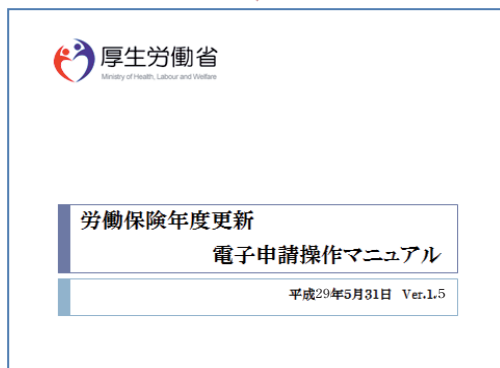 厚生労働省
Ministry of Health, Labour and Welfare
労働保険年度更新
電子申請操作マニュアル
平成29年5月31日 Ver.1.5